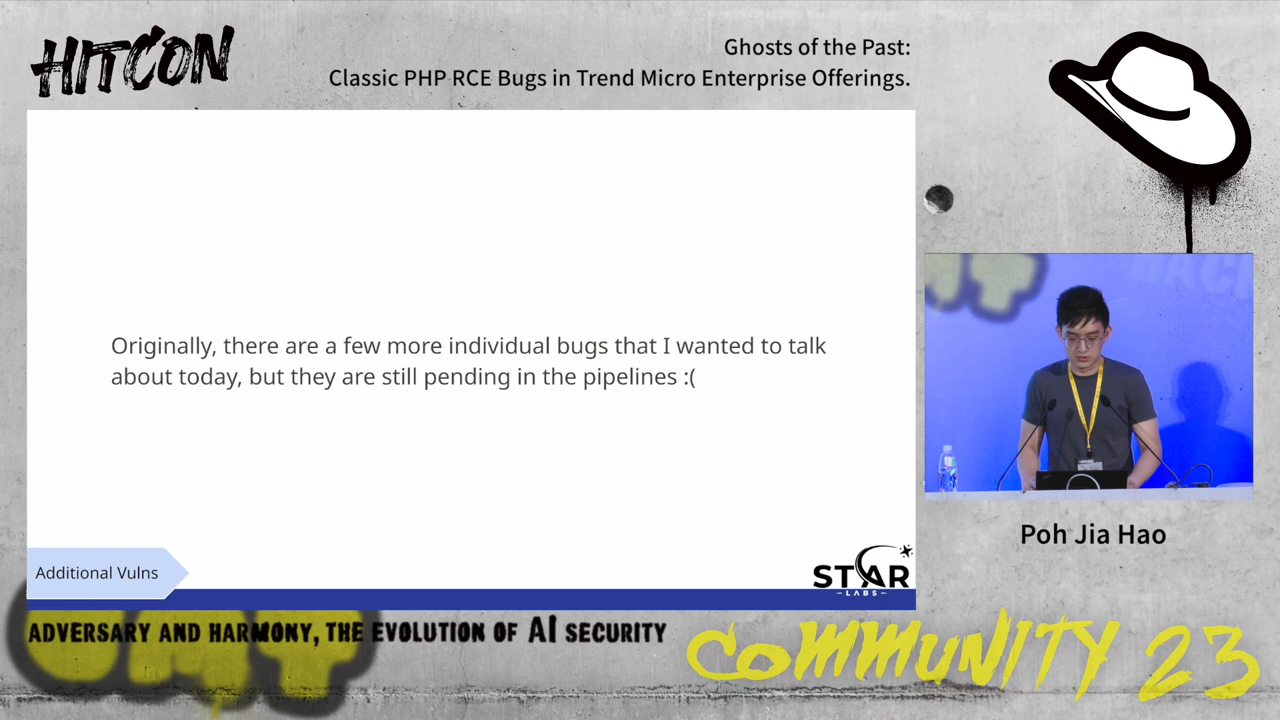 HITCON
Ghosts of the Past:
Classic PHP RCE Bugs in Trend Micro Enterprise Offerings.
Originally, there are a few more individual bugs that I wanted to talk
about today, but they are still pending in the pipelines :(
Additional Vulns
STAR
LABS
Poh Jia Hao
ADVERSARY AND HARMONY, THE EVOLUTION OF AI SECURITY
COMMUNITY 23